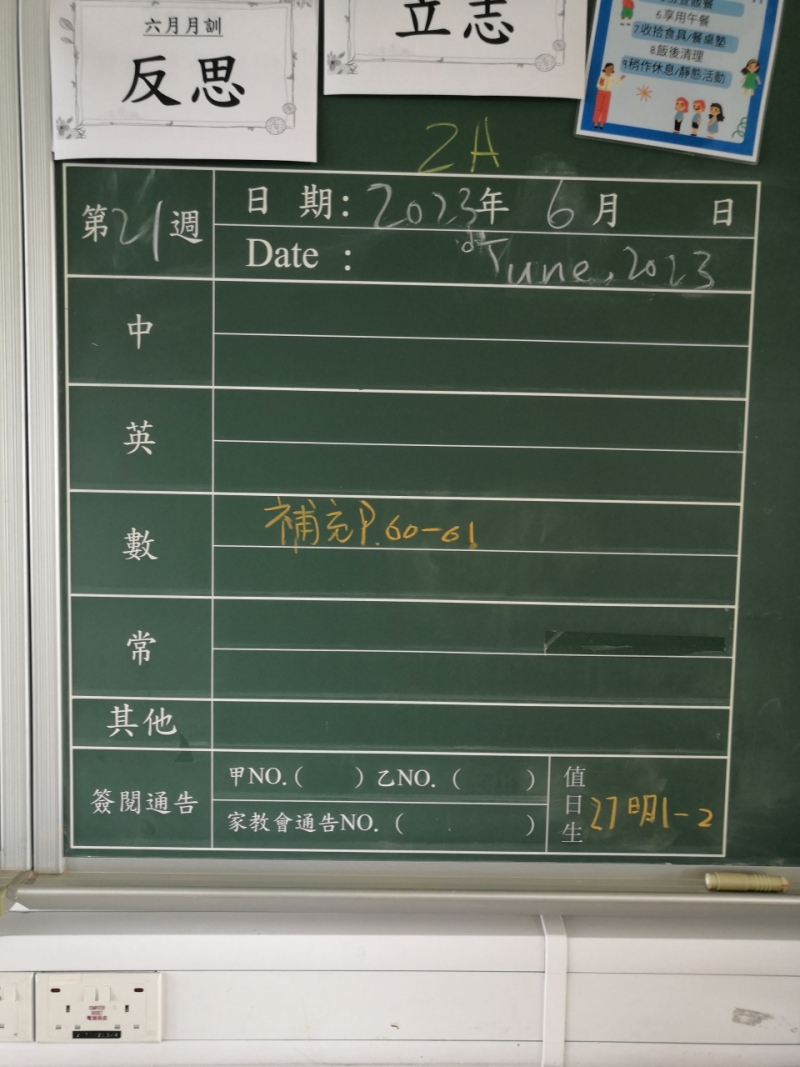 六月月訓
反思
立志
6.享用午餐
7.收拾食具/餐桌墊
8.飯後清理
9.稍作休息/靜態活動
2A
第21週
日 期: 2023年 6月 日
Date : June, 2023
中
英
數 補充P.60-61
常
其他
簽閱通告
甲NO.( ) 乙NO. ( )
家教會通告NO. ( )
值日生 27 明1-2